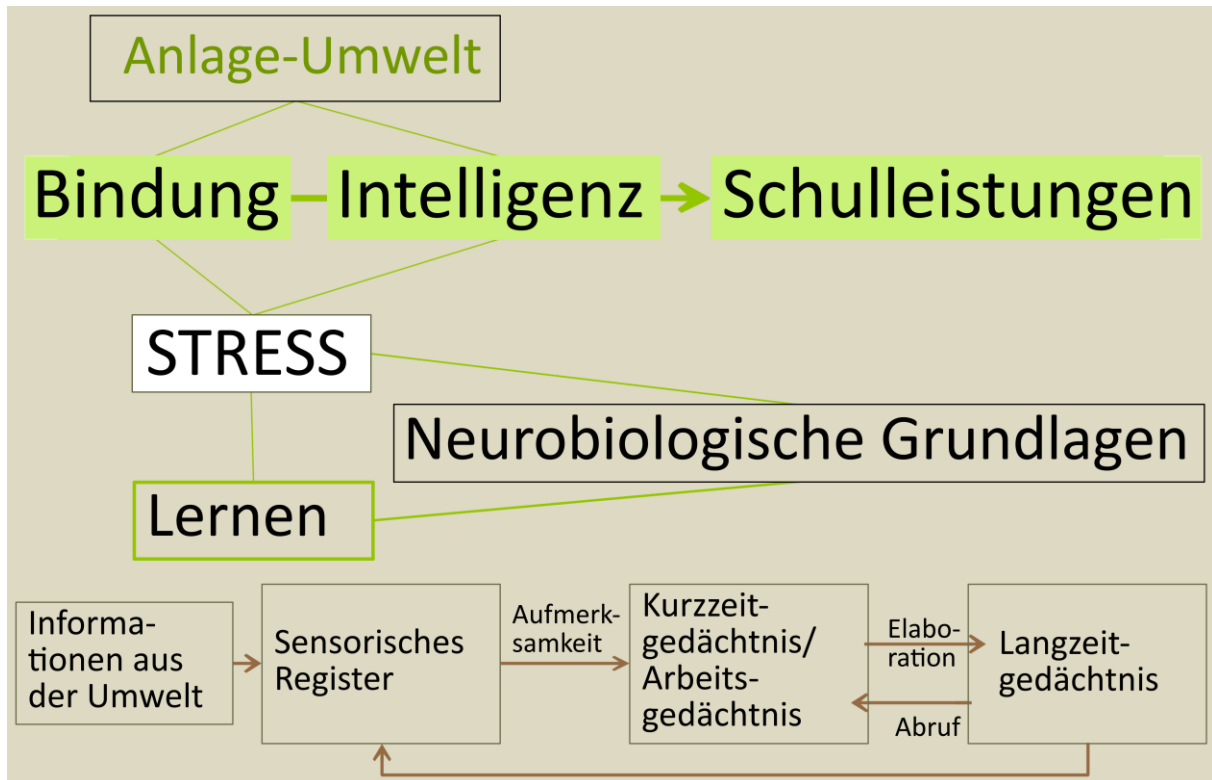 Anlage-Umwelt
Bindung
Intelligenz
Schulleistungen
STRESS
Neurobiologische Grundlagen
Lernen
Informa-
tionen aus
der Umwelt
Sensorisches
Register
Aufmerk-
samkeit
Kurzzeit-
gedächtnis/
Arbeits-
gedächtnis
Elabo-
ration
Abruf
Langzeit-
gedächtnis